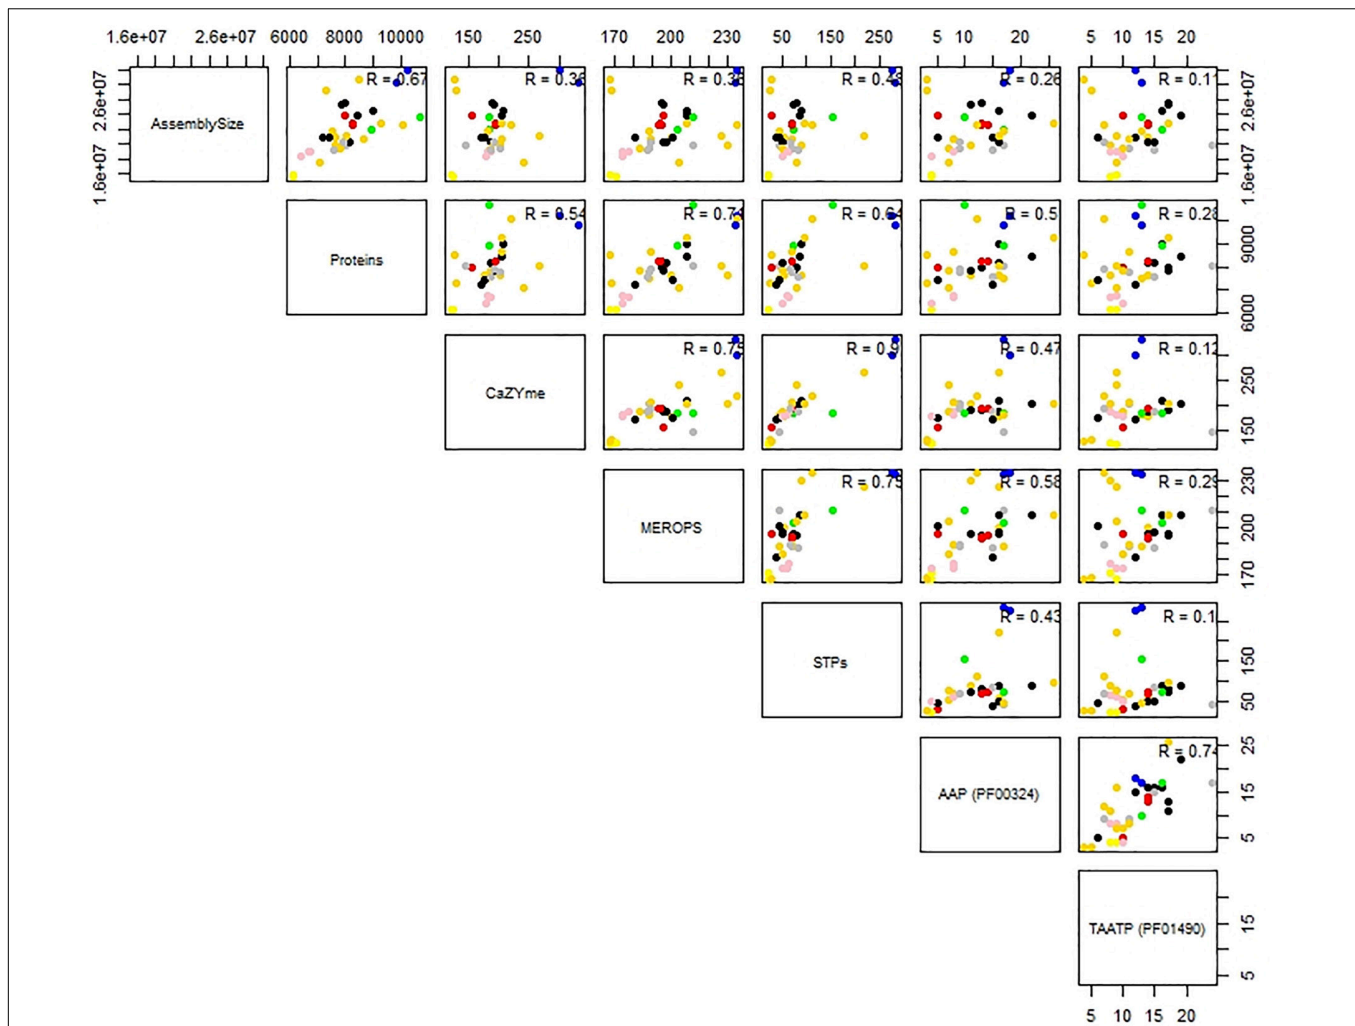 1.6e+07 2.6e+07 6000 8000 10000 150 250 170 200 230 50 150 250 5 10 20 5 10 15 20
AssemblySize R = 0.67 R = 0.36 R = 0.38 R = 0.43 R = 0.26 R = 0.11 1.6e+07 2.6e+07
1.6e+07
Proteins R = 0.54 R = 0.74 R = 0.64 R = 0.5 R = 0.28 6000 9000
CaZYme R = 0.75 R = 0.9 R = 0.47 R = 0.12 150 250
MEROPS R = 0.75 R = 0.58 R = 0.29 170 200 230
STPs R = 0.43 R = 0.1 50 150
AAP (PF00324) R = 0.74 5 15 25
TAATP (PF01490) 5 15
5 10 15 20